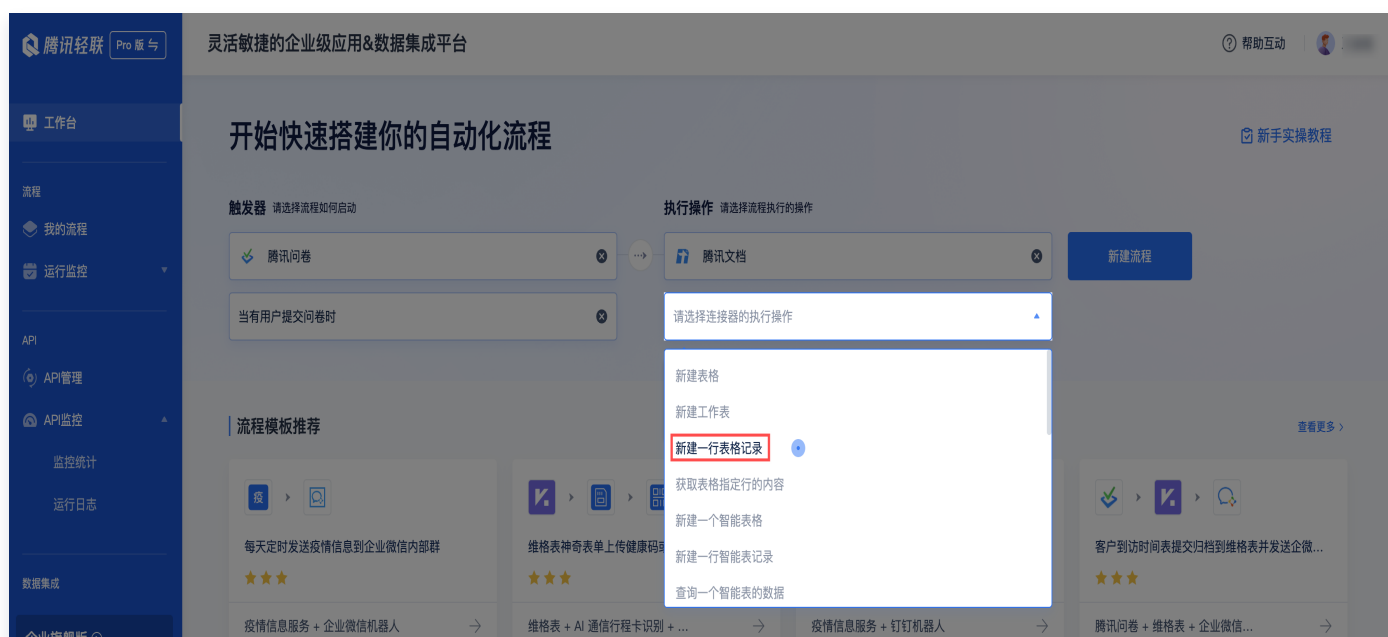 腾讯轻联 Pro 版
灵活敏捷的企业级应用&数据集成平台
帮助互动
工作台
开始快速搭建你的自动化流程
新手实操教程
流程
我的流程
运行监控
触发器 请选择流程如何启动
执行操作 请选择流程执行的操作
腾讯问卷
腾讯文档
新建流程
当有用户提交问卷时
请选择连接器的执行操作
API
API管理
API监控
监控统计
运行日志
新建表格
新建工作表
新建一行表格记录
获取表格指定行的内容
新建一个智能表格
新建一行智能表记录
查询一个智能表的数据
流程模板推荐
查看更多
疫
每天定时发送疫情信息到企业微信内部群
维格表神奇表单上传健康码
客户到访时间表提交归档到维格表并发送企微...
数据集成
疫情信息服务 + 企业微信机器人
维格表 + AI 通信行程卡识别 + ...
疫情信息服务 + 钉钉机器人
腾讯问卷 + 维格表 + 企业微信...
企业旗舰版